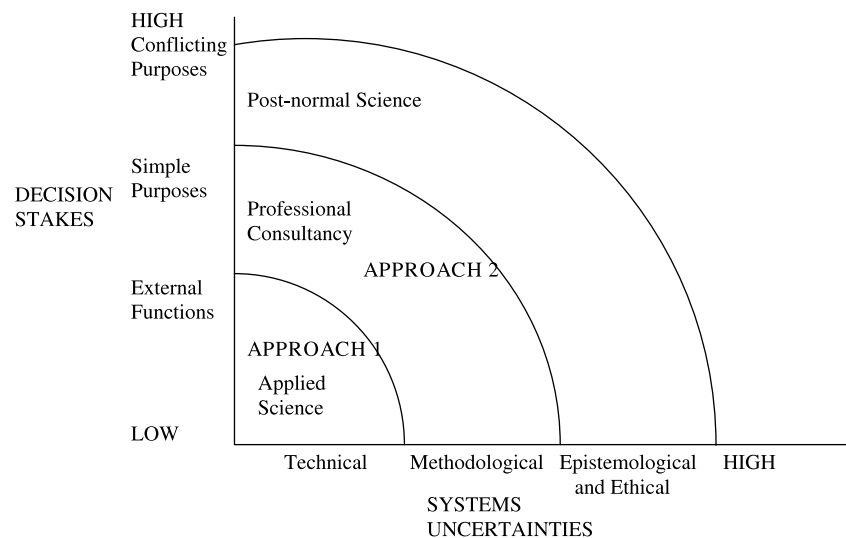 HIGH
Conflicting
Purposes
Post-normal Science
Simple
Purposes
DECISION
STAKES
Professional
Consultancy
APPROACH 2
External
Functions
APPROACH 1
Applied
Science
LOW
Technical
Methodological
Epistemological
and Ethical
HIGH
SYSTEMS
UNCERTAINTIES